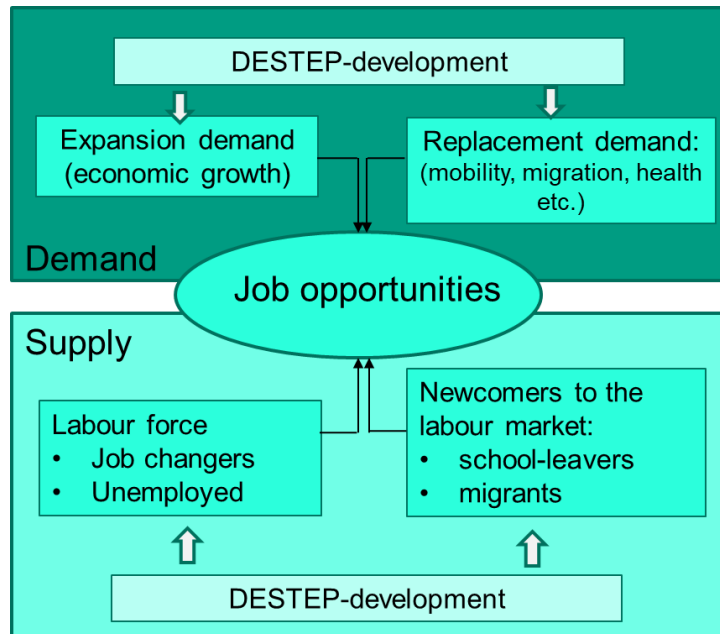 DESTEP-development
Expansion demand
(economic growth)
Replacement demand:
(mobility, migration, health
etc.)
Demand
Job opportunities
Supply
Labour force
• Job changers
• Unemployed
Newcomers to the
labour market:
• school-leavers
• migrants
DESTEP-development